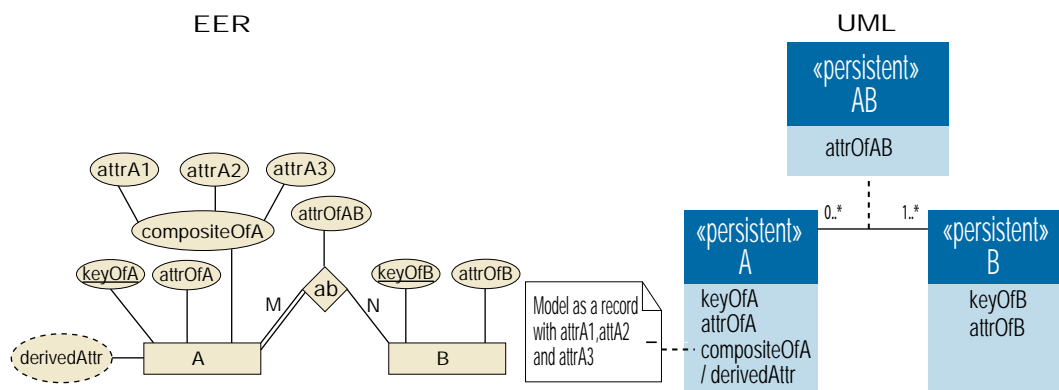 EER
UML
attrA1
attrA2
attrA3
compositeOfA
attrOfAB
keyOfA
attrOfA
M
ab
N
keyOfB
attrOfB
derivedAttr
A
B
«persistent»
AB
attrOfAB
0..*
1..*
«persistent»
A
keyOfA
attrOfA
compositeOfA
/ derivedAttr
«persistent»
B
keyOfB
attrOfB
Model as a record
with attrA1,attA2
and attrA3